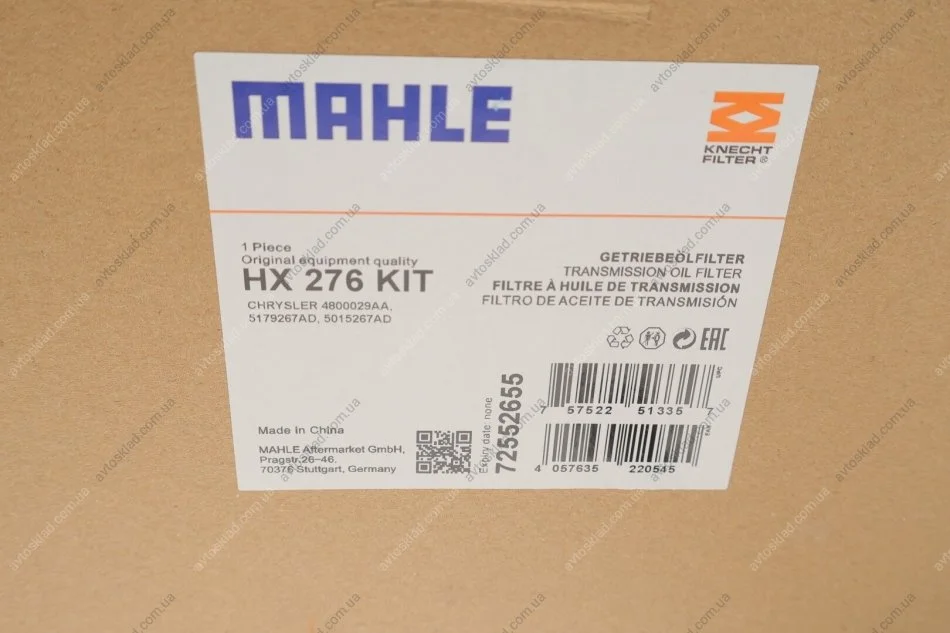 MAHLE
KNECHT
FILTER®
1 Piece
Original equipment quality
HX 276 KIT
CHRYSLER 4800029AA,
5179267AD, 5015267AD
GETRIEBEÖLFILTER
TRANSMISSION OIL FILTER
FILTRE À HUILE DE TRANSMISSION
FILTRO DE ACEITE DE TRANSMISIÓN
EAC
Made in China
MAHLE Aftermarket GmbH,
Pragstr.26-46,
70376 Stuttgart, Germany
Expiry date: none
72552655
7 57522 51335 7
4 057635 220545
avtosklad.com.ua